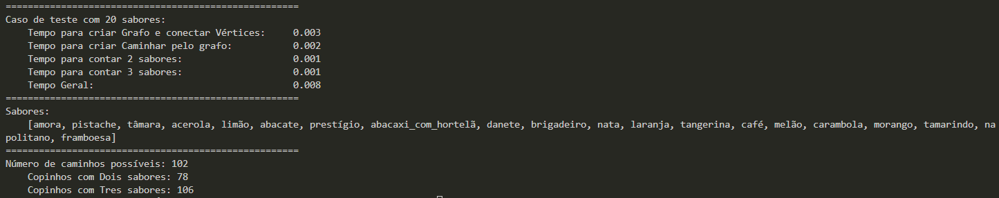 =====================================================
Caso de teste com 20 sabores:
    Tempo para criar Grafo e conectar Vértices:     0.003
    Tempo para criar Caminhar pelo grafo:           0.002
    Tempo para contar 2 sabores:                    0.001
    Tempo para contar 3 sabores:                    0.001
    Tempo Geral:                                    0.008
=====================================================
Sabores:
    [amora, pistache, tâmara, acerola, limão, abacate, prestígio, abacaxi_com_hortelã, danete, brigadeiro, nata, laranja, tangerina, café, melão, carambola, morango, tamarindo, na
politano, framboesa]
=====================================================
Número de caminhos possíveis: 102
    Copinhos com Dois sabores: 78
    Copinhos com Tres sabores: 106